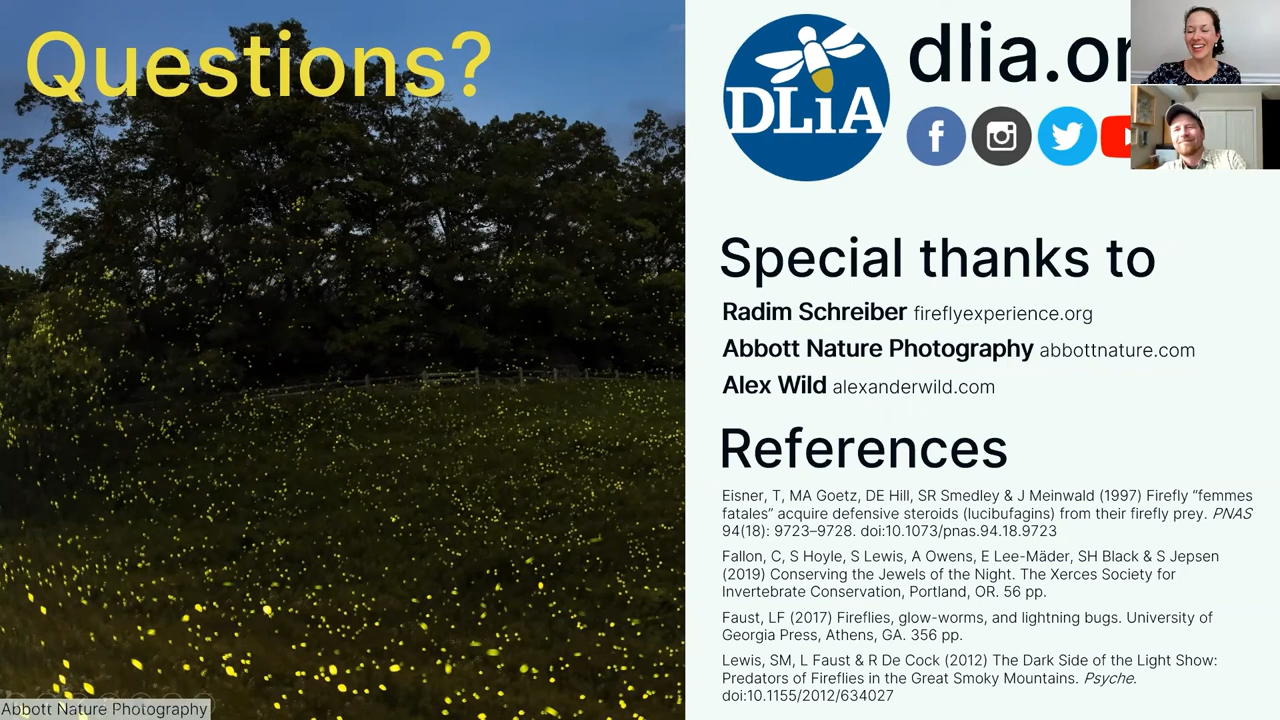 Questions?
DLiA
dlia.or
Special thanks to
Radim Schreiber fireflyexperience.org
Abbott Nature Photography abbottnature.com
Alex Wild alexanderwild.com
References
Eisner, T, MA Goetz, DE Hill, SR Smedley & J Meinwald (1997) Firefly “femmes
fatales” acquire defensive steroids (lucibufagins) from their firefly prey. PNAS
94(18): 9723–9728. doi:10.1073/pnas.94.18.9723
Fallon, C, S Hoyle, S Lewis, A Owens, E Lee-Mäder, SH Black & S Jepsen
(2019) Conserving the Jewels of the Night. The Xerces Society for
Invertebrate Conservation, Portland, OR. 56 pp.
Faust, LF (2017) Fireflies, glow-worms, and lightning bugs. University of
Georgia Press, Athens, GA. 356 pp.
Lewis, SM, L Faust & R De Cock (2012) The Dark Side of the Light Show:
Predators of Fireflies in the Great Smoky Mountains. Psyche.
doi:10.1155/2012/634027
Abbott Nature Photography